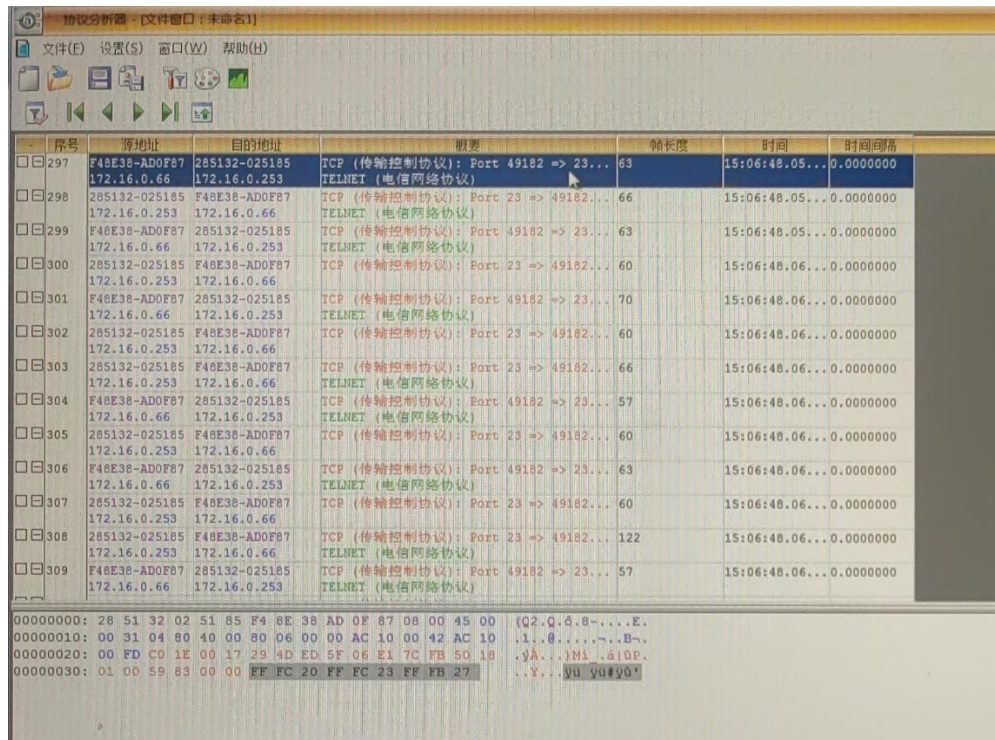 协议分析器 - [文件窗口 : 未命名1]
文件(F) 设置(S) 窗口(W) 帮助(H)
- 序号 源地址 目的地址 概要 帧长度 时间 时间间隔
297 F48E38-AD0F87 285132-025185 TCP (传输控制协议): Port 49182 => 23... 63 15:06:48.05... 0.0000000
172.16.0.66 172.16.0.253 TELNET (电信网络协议)
298 285132-025185 F48E38-AD0F87 TCP (传输控制协议): Port 23 => 49182... 66 15:06:48.05... 0.0000000
172.16.0.253 172.16.0.66 TELNET (电信网络协议)
299 F48E38-AD0F87 285132-025185 TCP (传输控制协议): Port 49182 => 23... 63 15:06:48.05... 0.0000000
172.16.0.66 172.16.0.253 TELNET (电信网络协议)
300 285132-025185 F48E38-AD0F87 TCP (传输控制协议): Port 23 => 49182... 60 15:06:48.06... 0.0000000
172.16.0.253 172.16.0.66
301 F48E38-AD0F87 285132-025185 TCP (传输控制协议): Port 49182 => 23... 70 15:06:48.06... 0.0000000
172.16.0.66 172.16.0.253 TELNET (电信网络协议)
302 285132-025185 F48E38-AD0F87 TCP (传输控制协议): Port 23 => 49182... 60 15:06:48.06... 0.0000000
172.16.0.253 172.16.0.66
303 285132-025185 F48E38-AD0F87 TCP (传输控制协议): Port 23 => 49182... 66 15:06:48.06... 0.0000000
172.16.0.253 172.16.0.66 TELNET (电信网络协议)
304 F48E38-AD0F87 285132-025185 TCP (传输控制协议): Port 49182 => 23... 57 15:06:48.06... 0.0000000
172.16.0.66 172.16.0.253 TELNET (电信网络协议)
305 285132-025185 F48E38-AD0F87 TCP (传输控制协议): Port 23 => 49182... 60 15:06:48.06... 0.0000000
172.16.0.253 172.16.0.66
306 F48E38-AD0F87 285132-025185 TCP (传输控制协议): Port 49182 => 23... 63 15:06:48.06... 0.0000000
172.16.0.66 172.16.0.253 TELNET (电信网络协议)
307 285132-025185 F48E38-AD0F87 TCP (传输控制协议): Port 23 => 49182... 60 15:06:48.06... 0.0000000
172.16.0.253 172.16.0.66
308 285132-025185 F48E38-AD0F87 TCP (传输控制协议): Port 23 => 49182... 122 15:06:48.06... 0.0000000
172.16.0.253 172.16.0.66 TELNET (电信网络协议)
309 F48E38-AD0F87 285132-025185 TCP (传输控制协议): Port 49182 => 23... 57 15:06:48.06... 0.0000000
172.16.0.66 172.16.0.253 TELNET (电信网络协议)
00000000: 28 51 32 02 51 85 F4 8E 38 AD 0F 87 08 00 45 00 (Q2.Q.ô.8-....E.
00000010: 00 31 04 80 40 00 80 06 00 00 AC 10 00 42 AC 10 .1..@.....¬..B¬.
00000020: 00 FD C0 1E 00 17 29 4D ED 5F 06 E1 7C FB 50 18 .ýÀ...)Mí_.á|ûP.
00000030: 01 00 59 83 00 00 FF FC 20 FF FC 23 FF FB 27 ..Y...ÿü ÿü#ÿû'